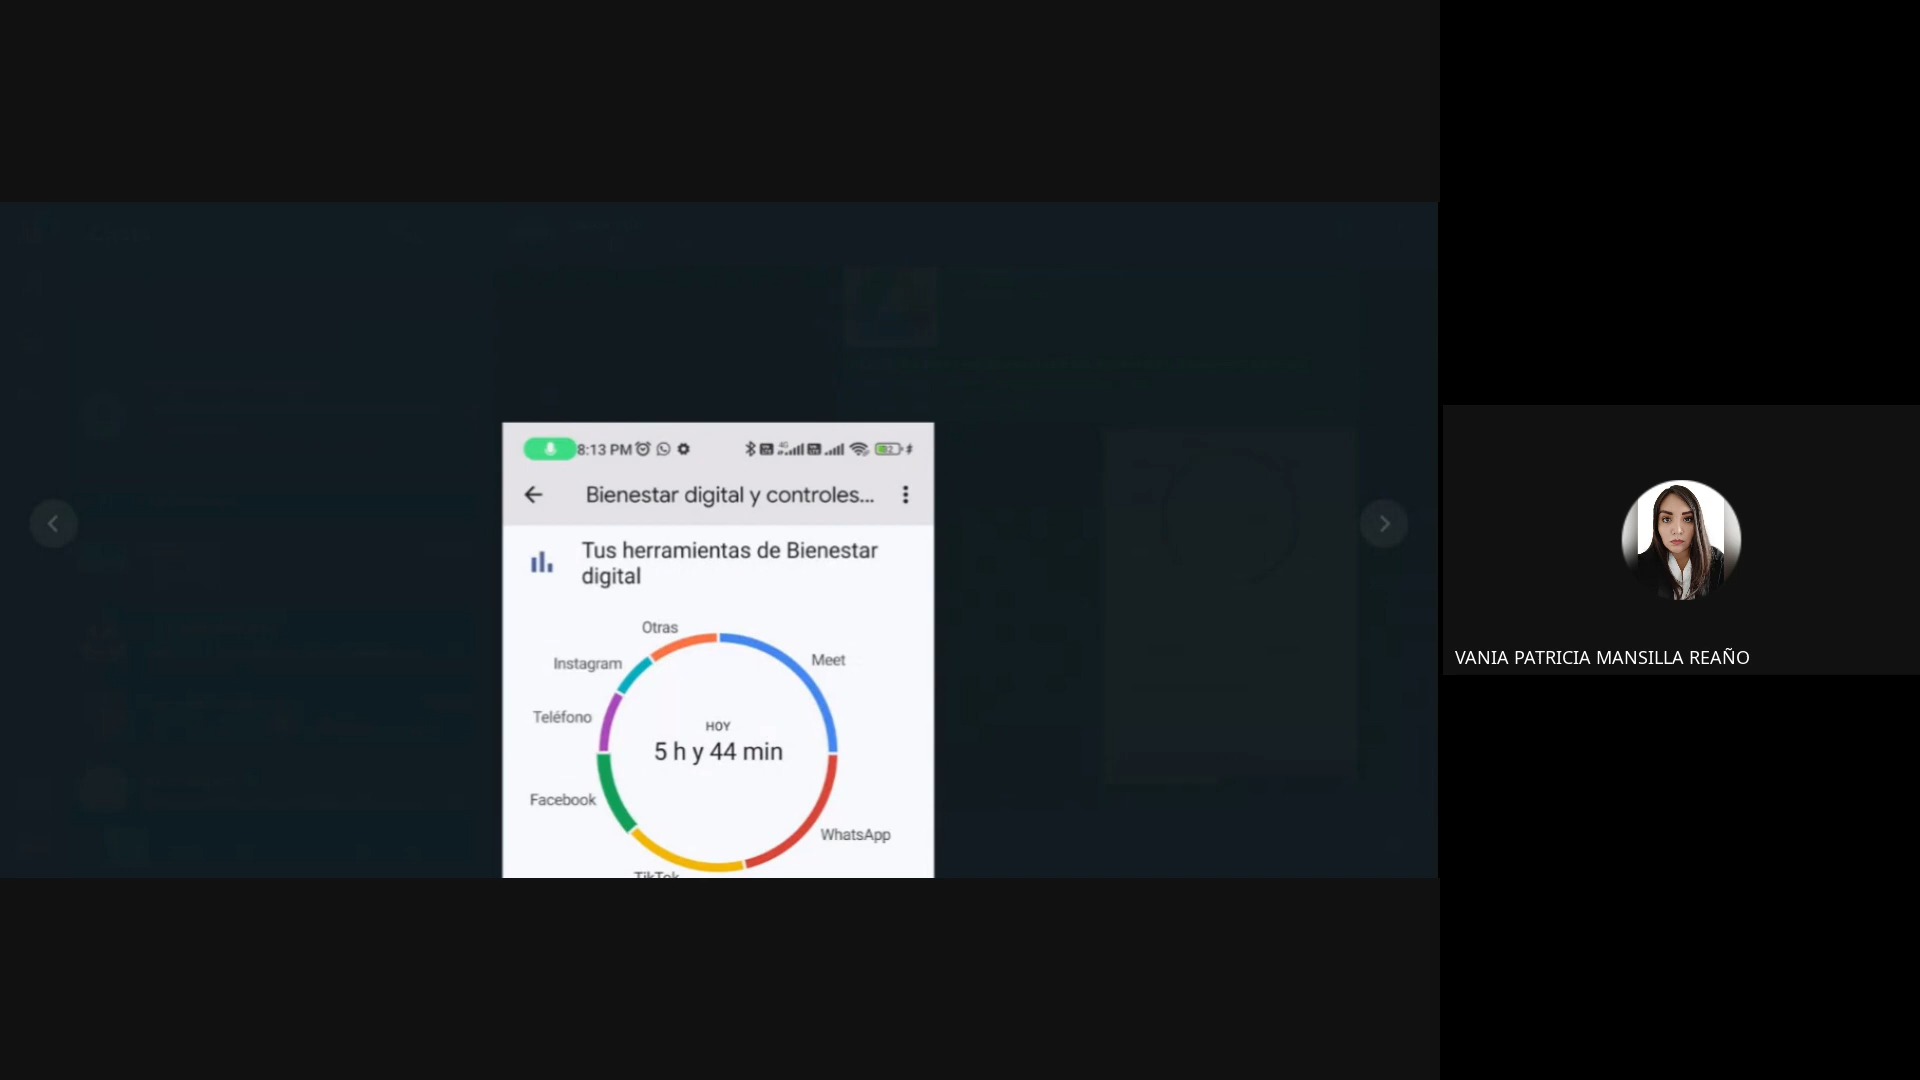 8:13 PM
Bienestar digital y controles...
Tus herramientas de Bienestar
digital
Otras
Instagram
Meet
Teléfono
HOY
5 h y 44 min
Facebook
WhatsApp
TikTok
VANIA PATRICIA MANSILLA REAÑO